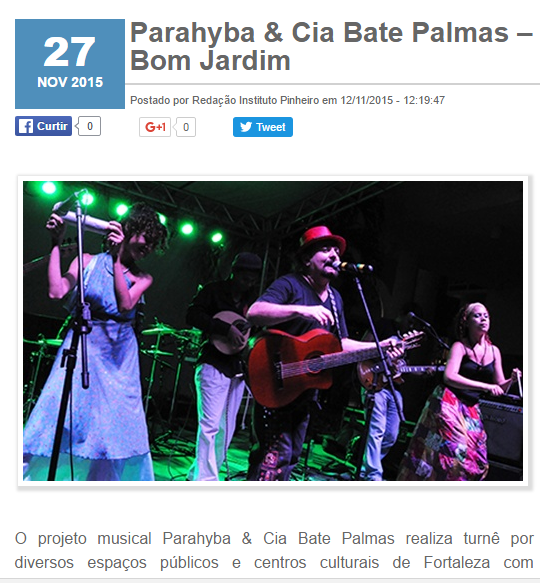 27
NOV 2015
Parahyba & Cia Bate Palmas –
Bom Jardim
Postado por Redação Instituto Pinheiro em 12/11/2015 - 12:19:47
Curtir 0
G+1 0
Tweet
O projeto musical Parahyba & Cia Bate Palmas realiza turnê por
diversos espaços públicos e centros culturais de Fortaleza com